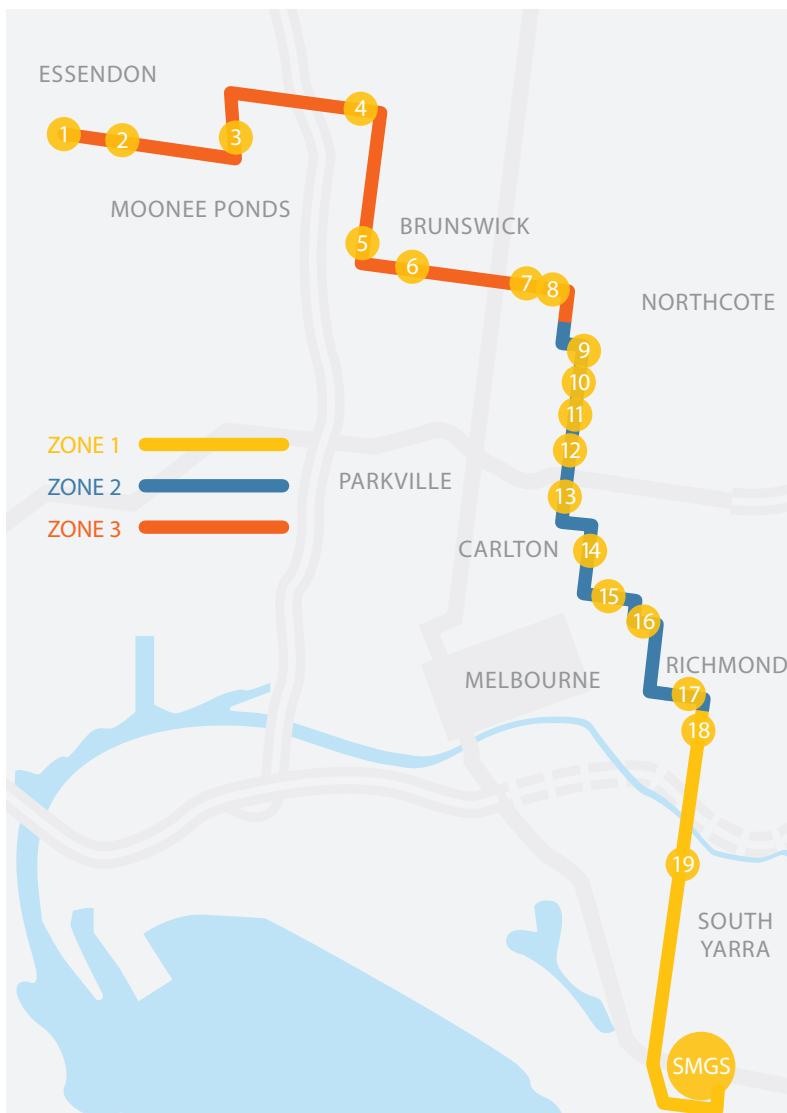 ESSENDON
4
1
2
3
MOONEE PONDS
BRUNSWICK
5
6
7
8
NORTHCOTE
9
10
11
ZONE 1
12
ZONE 2
PARKVILLE
13
ZONE 3
CARLTON
14
15
16
RICHMOND
MELBOURNE
17
18
19
SOUTH
YARRA
SMGS